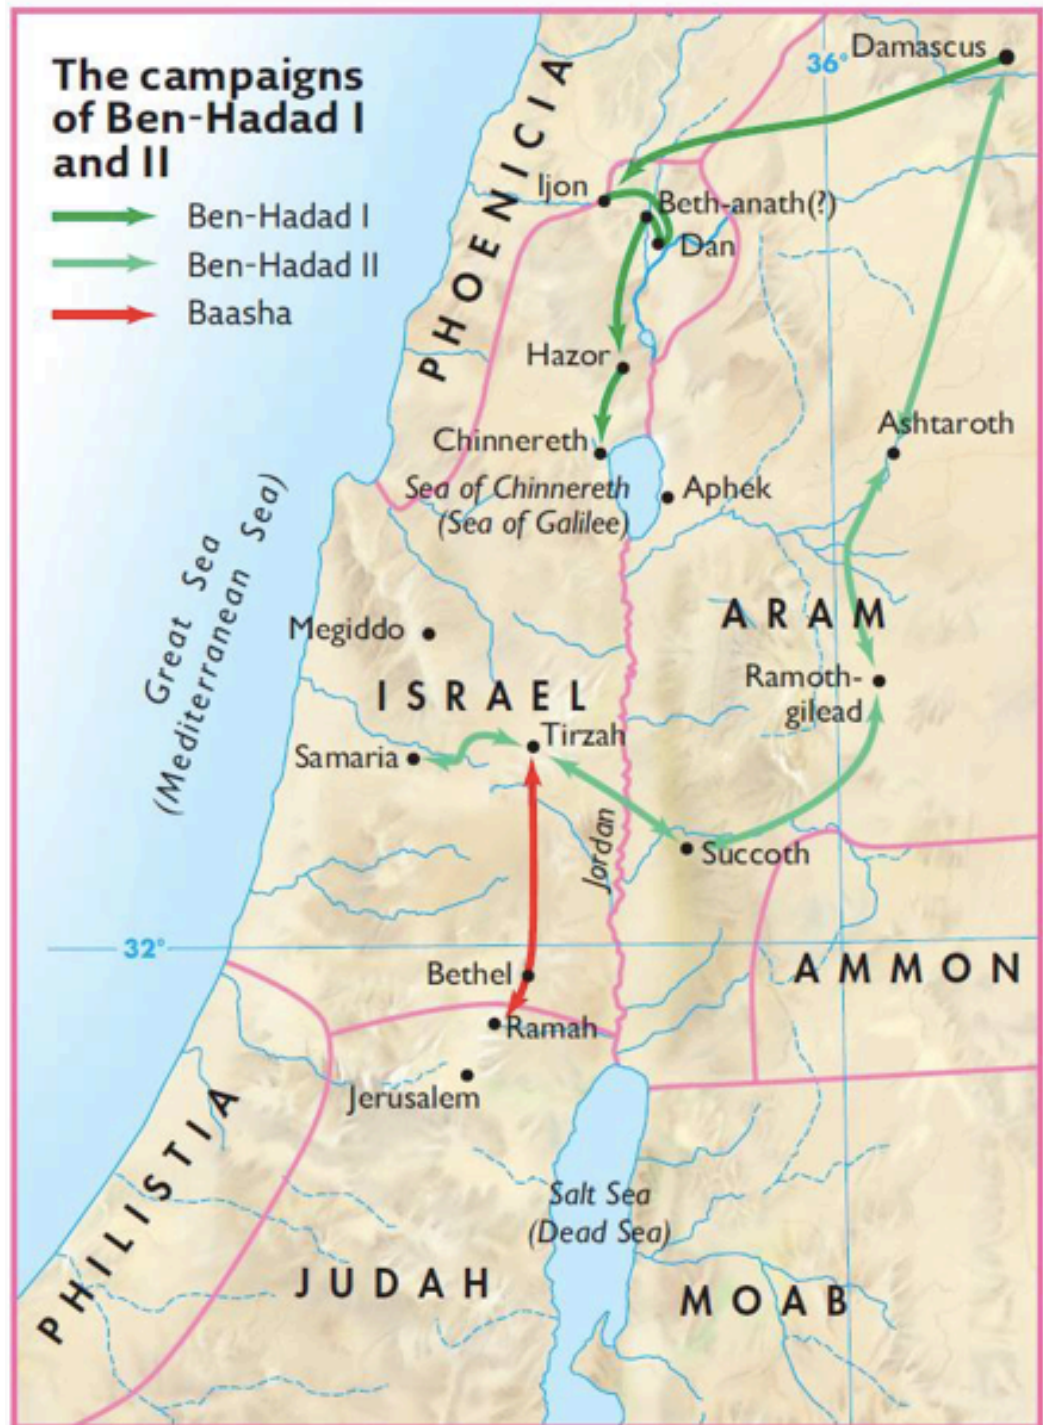 The campaigns
of Ben-Hadad I
and II
Ben-Hadad I
Ben-Hadad II
Baasha
Damascus
36°
PHOENICIA
Ijon
Beth-anath(?)
Dan
Hazor
Chinnereth
Ashtaroth
Sea of Chinnereth
(Sea of Galilee)
Aphek
Great Sea
(Mediterranean Sea)
ARAM
Megiddo
ISRAEL
Ramoth-
gilead
Tirzah
Samaria
Jordan
Succoth
32°
Bethel
AMMON
Ramah
Jerusalem
PHILISTIA
Salt Sea
(Dead Sea)
JUDAH
MOAB